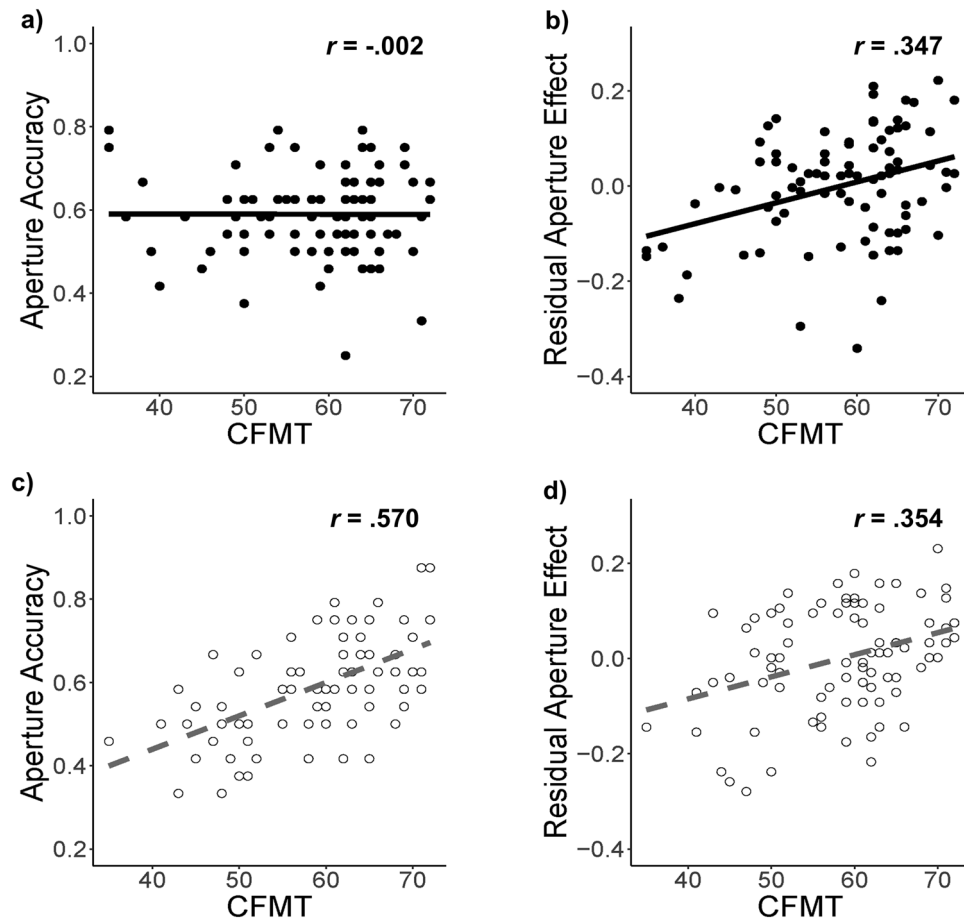 a)
r = -.002
Aperture Accuracy
1.0
0.8
0.6
0.4
0.2
40 50 60 70
CFMT
b)
r = .347
Residual Aperture Effect
0.2
0.0
−0.2
−0.4
40 50 60 70
CFMT
c)
r = .570
Aperture Accuracy
1.0
0.8
0.6
0.4
0.2
40 50 60 70
CFMT
d)
r = .354
Residual Aperture Effect
0.2
0.0
−0.2
−0.4
40 50 60 70
CFMT